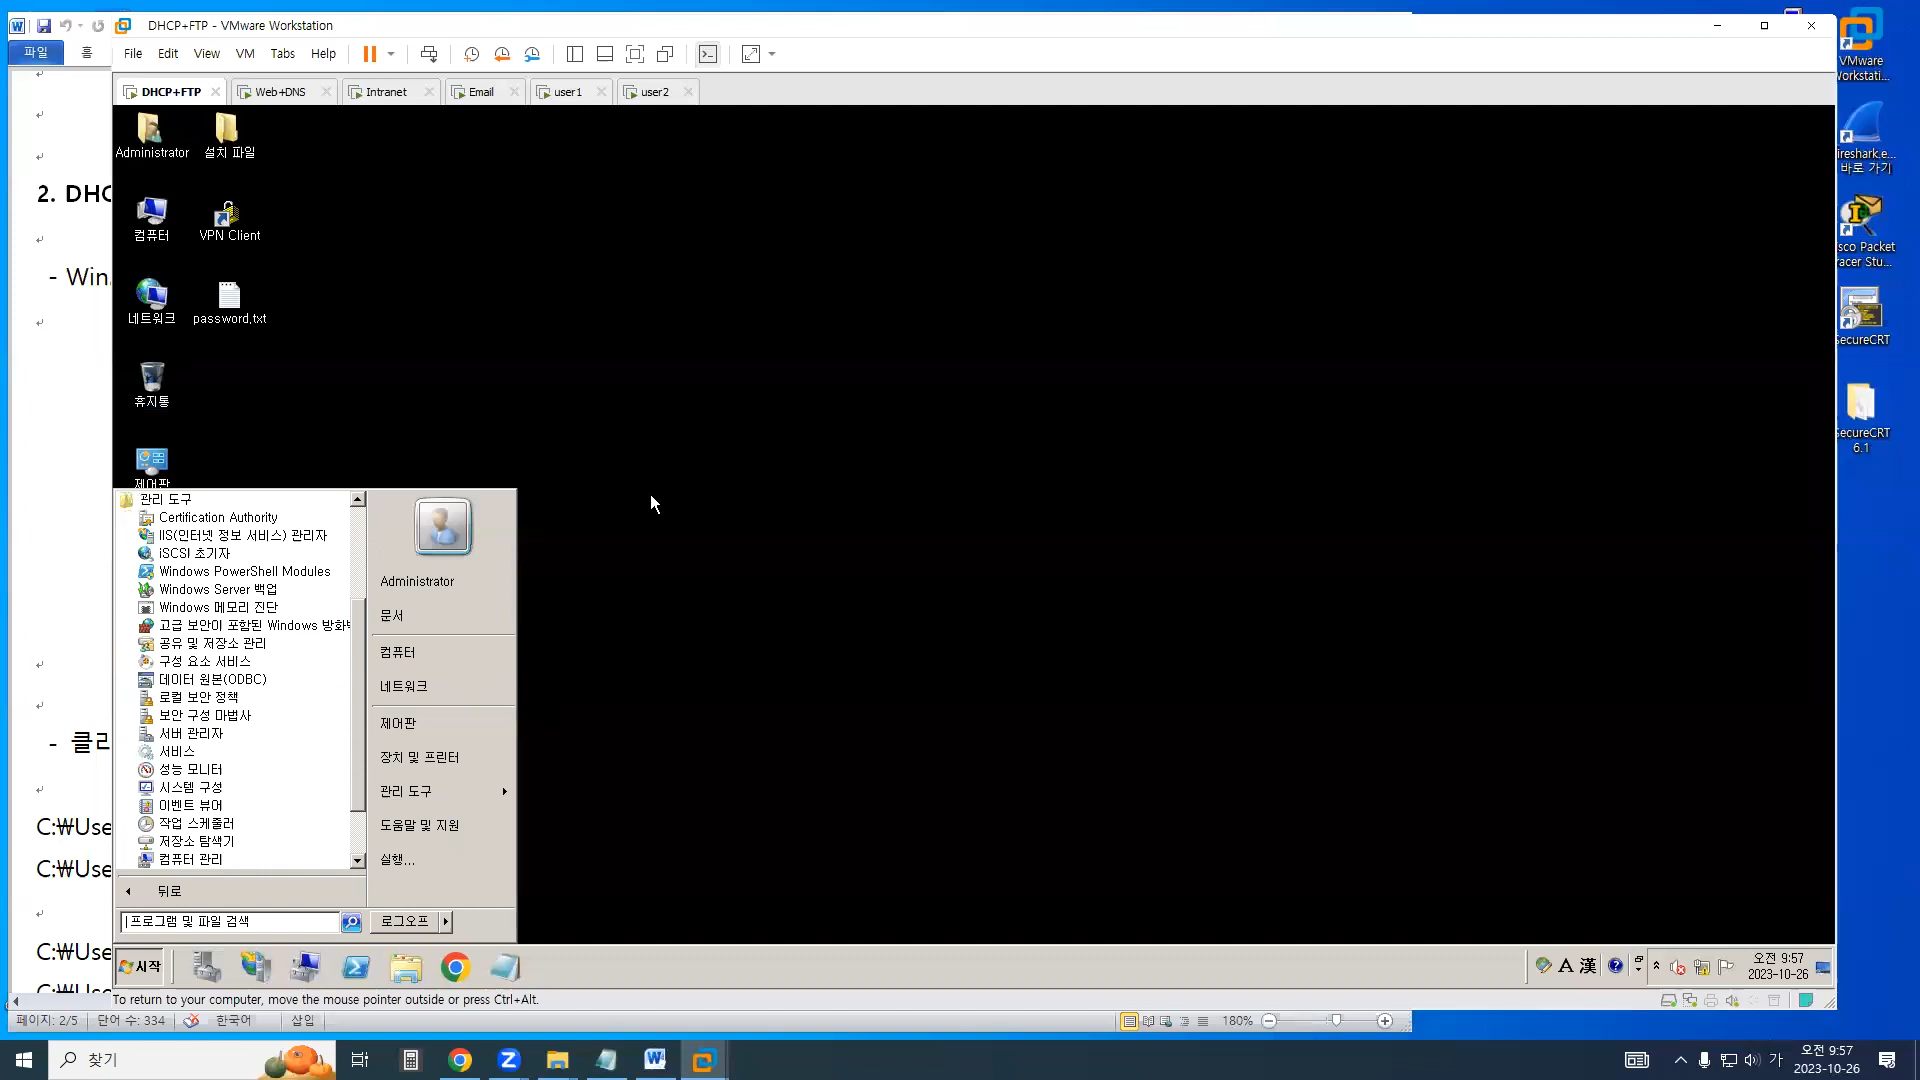 DHCP+FTP - VMware Workstation
파일
홈
File Edit View VM Tabs Help
DHCP+FTP Web+DNS Intranet Email user1 user2
Administrator 설치 파일
컴퓨터 VPN Client
네트워크 password.txt
휴지통
제어판
2. DHC
- Win
- 클라
C:₩Use
C:₩Use
C:₩Use
C:₩Use
관리 도구
Certification Authority
IIS(인터넷 정보 서비스) 관리자
iSCSI 초기자
Windows PowerShell Modules
Windows Server 백업
Windows 메모리 진단
고급 보안이 포함된 Windows 방화벽
공유 및 저장소 관리
구성 요소 서비스
데이터 원본(ODBC)
로컬 보안 정책
보안 구성 마법사
서버 관리자
서비스
성능 모니터
시스템 구성
이벤트 뷰어
작업 스케줄러
저장소 탐색기
컴퓨터 관리
뒤로
프로그램 및 파일 검색
Administrator
문서
컴퓨터
네트워크
제어판
장치 및 프린터
관리 도구
도움말 및 지원
실행...
로그오프
시작
A 漢
오전 9:57
2023-10-26
To return to your computer, move the mouse pointer outside or press Ctrl+Alt.
페이지: 2/5 단어 수: 334 한국어 삽입 180%
VMware
Workstati...
ireshark.e...
바로 가기
sco Packet
racer Stu...
SecureCRT
SecureCRT
6.1
찾기
가
오전 9:57
2023-10-26